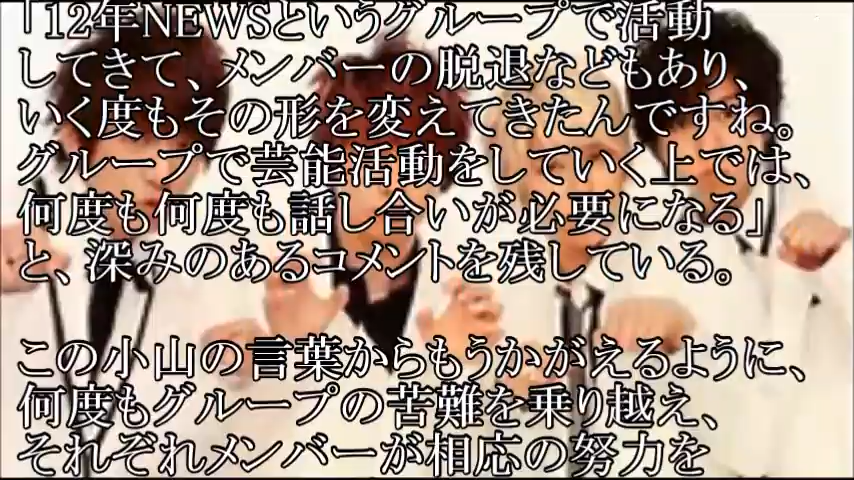 「12年NEWSというグループで活動
してきて、メンバーの脱退などもあり、
いく度もその形を変えてきたんですね。
グループで芸能活動をしていく上では、
何度も何度も話し合いが必要になる」
と、深みのあるコメントを残している。
この小山の言葉からもうかがえるように、
何度もグループの苦難を乗り越え、
それぞれメンバーが相応の努力を